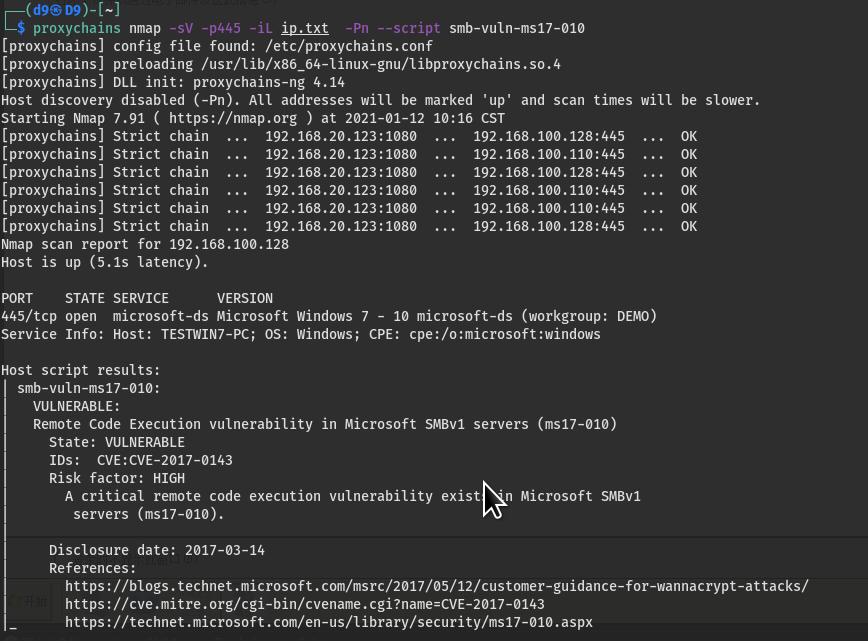 ┌──(d9㉿D9)-[~]
└─$ proxychains nmap -sV -p445 -iL ip.txt  -Pn --script smb-vuln-ms17-010
[proxychains] config file found: /etc/proxychains.conf
[proxychains] preloading /usr/lib/x86_64-linux-gnu/libproxychains.so.4
[proxychains] DLL init: proxychains-ng 4.14
Host discovery disabled (-Pn). All addresses will be marked 'up' and scan times will be slower.
Starting Nmap 7.91 ( https://nmap.org ) at 2021-01-12 10:16 CST
[proxychains] Strict chain  ...  192.168.20.123:1080  ...  192.168.100.128:445  ...  OK
[proxychains] Strict chain  ...  192.168.20.123:1080  ...  192.168.100.110:445  ...  OK
[proxychains] Strict chain  ...  192.168.20.123:1080  ...  192.168.100.128:445  ...  OK
[proxychains] Strict chain  ...  192.168.20.123:1080  ...  192.168.100.110:445  ...  OK
[proxychains] Strict chain  ...  192.168.20.123:1080  ...  192.168.100.110:445  ...  OK
[proxychains] Strict chain  ...  192.168.20.123:1080  ...  192.168.100.128:445  ...  OK
Nmap scan report for 192.168.100.128
Host is up (5.1s latency).
PORT    STATE SERVICE      VERSION
445/tcp open  microsoft-ds Microsoft Windows 7 - 10 microsoft-ds (workgroup: DEMO)
Service Info: Host: TESTWIN7-PC; OS: Windows; CPE: cpe:/o:microsoft:windows
Host script results:
| smb-vuln-ms17-010:
|   VULNERABLE:
|   Remote Code Execution vulnerability in Microsoft SMBv1 servers (ms17-010)
|     State: VULNERABLE
|     IDs:  CVE:CVE-2017-0143
|     Risk factor: HIGH
|       A critical remote code execution vulnerability exists in Microsoft SMBv1
|        servers (ms17-010).
|
|     Disclosure date: 2017-03-14
|     References:
|       https://blogs.technet.microsoft.com/msrc/2017/05/12/customer-guidance-for-wannacrypt-attacks/
|       https://cve.mitre.org/cgi-bin/cvename.cgi?name=CVE-2017-0143
|_      https://technet.microsoft.com/en-us/library/security/ms17-010.aspx